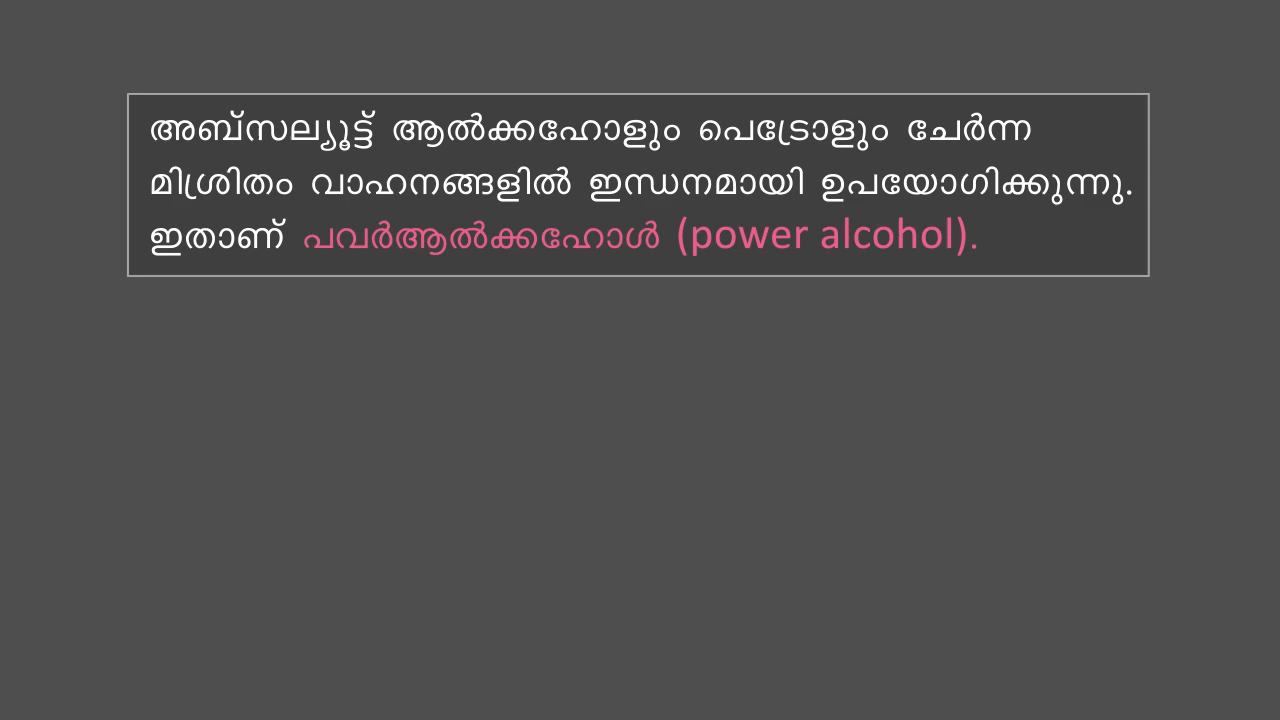 അബ്സല്യൂട്ട് ആൽക്കഹോളും പെട്രോളും ചേർന്ന
മിശ്രിതം വാഹനങ്ങളിൽ ഇന്ധനമായി ഉപയോഗിക്കുന്നു.
ഇതാണ് പവർആൽക്കഹോൾ (power alcohol).